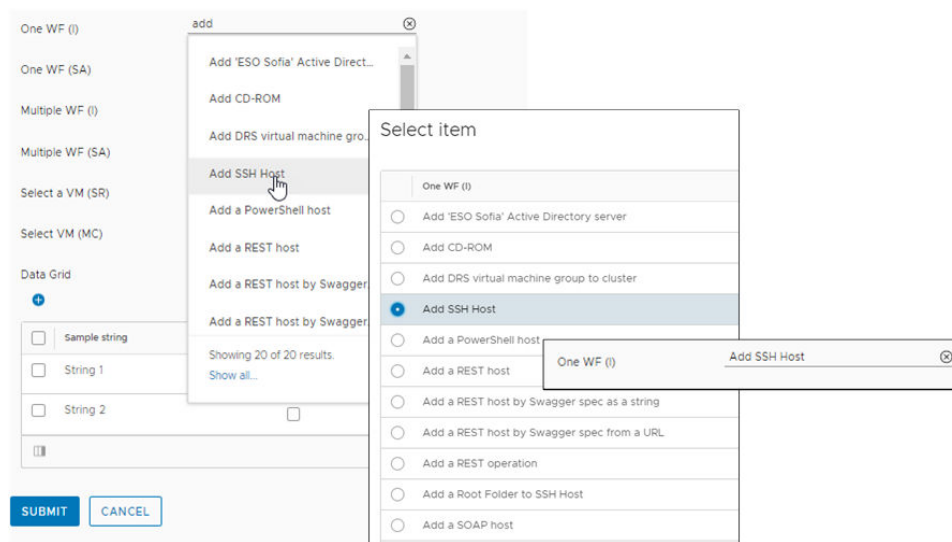 One WF (I)
add
One WF (SA)
Multiple WF (I)
Multiple WF (SA)
Select a VM (SR)
Select VM (MC)
Data Grid
Sample string
String 1
String 2
SUBMIT
CANCEL
Add 'ESO Sofia' Active Direct...
Add CD-ROM
Add DRS virtual machine gro...
Add SSH Host
Add a PowerShell host
Add a REST host
Add a REST host by Swagger
Add a REST host by Swagger
Showing 20 of 20 results.
Show all...
Select item
One WF (I)
Add 'ESO Sofia' Active Directory server
Add CD-ROM
Add DRS virtual machine group to cluster
Add SSH Host
Add a PowerShell host
Add a REST host
Add a REST host by Swagger spec as a string
Add a REST host by Swagger spec from a URL
Add a REST operation
Add a Root Folder to SSH Host
Add a SOAP host
One WF (I)
Add SSH Host